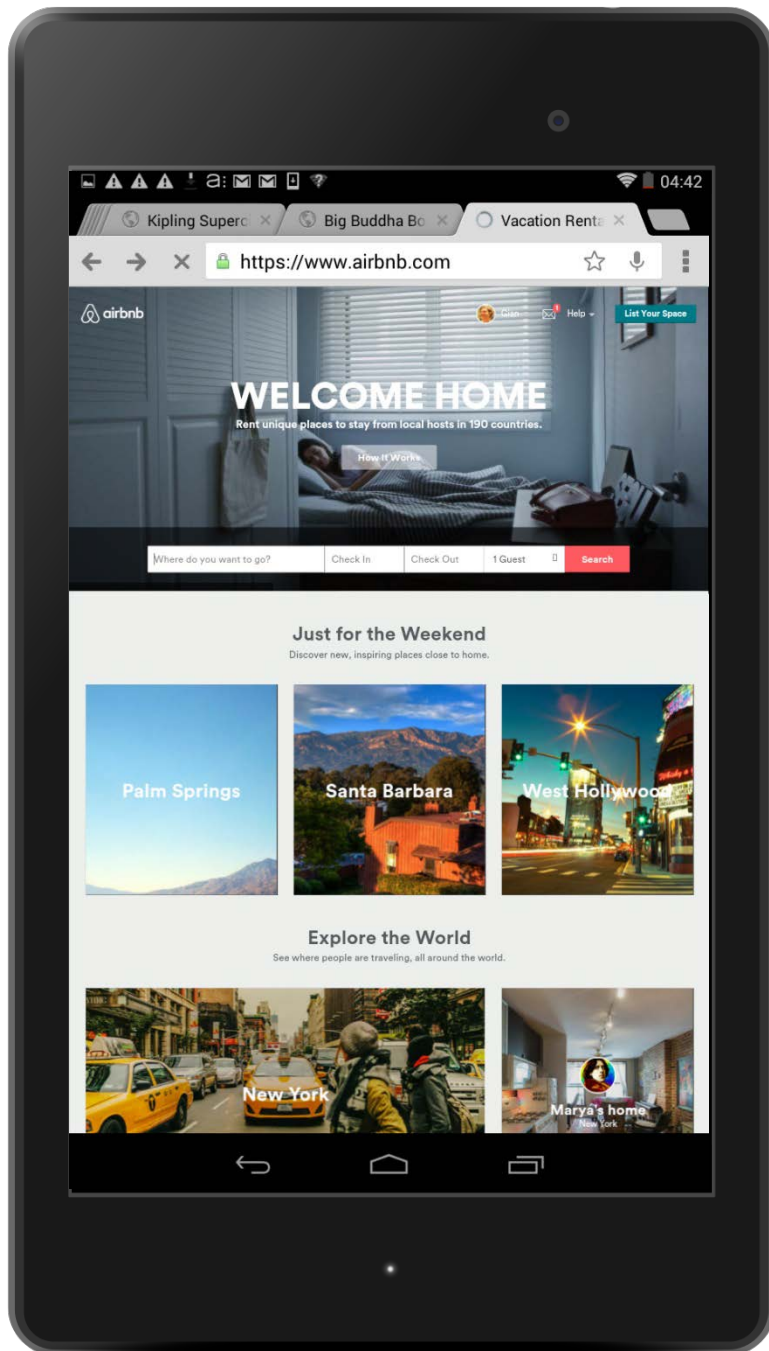 04:42
Kipling Superc
Big Buddha Bo
Vacation Renta
https://www.airbnb.com
airbnb
Gian
1
Help
List Your Space
WELCOME HOME
Rent unique places to stay from local hosts in 190 countries.
How It Works
Where do you want to go?
Check In
Check Out
1 Guest
Search
Just for the Weekend
Discover new, inspiring places close to home.
Palm Springs
Santa Barbara
West Hollywood
Explore the World
See where people are traveling, all around the world.
New York
Marya's home
New York